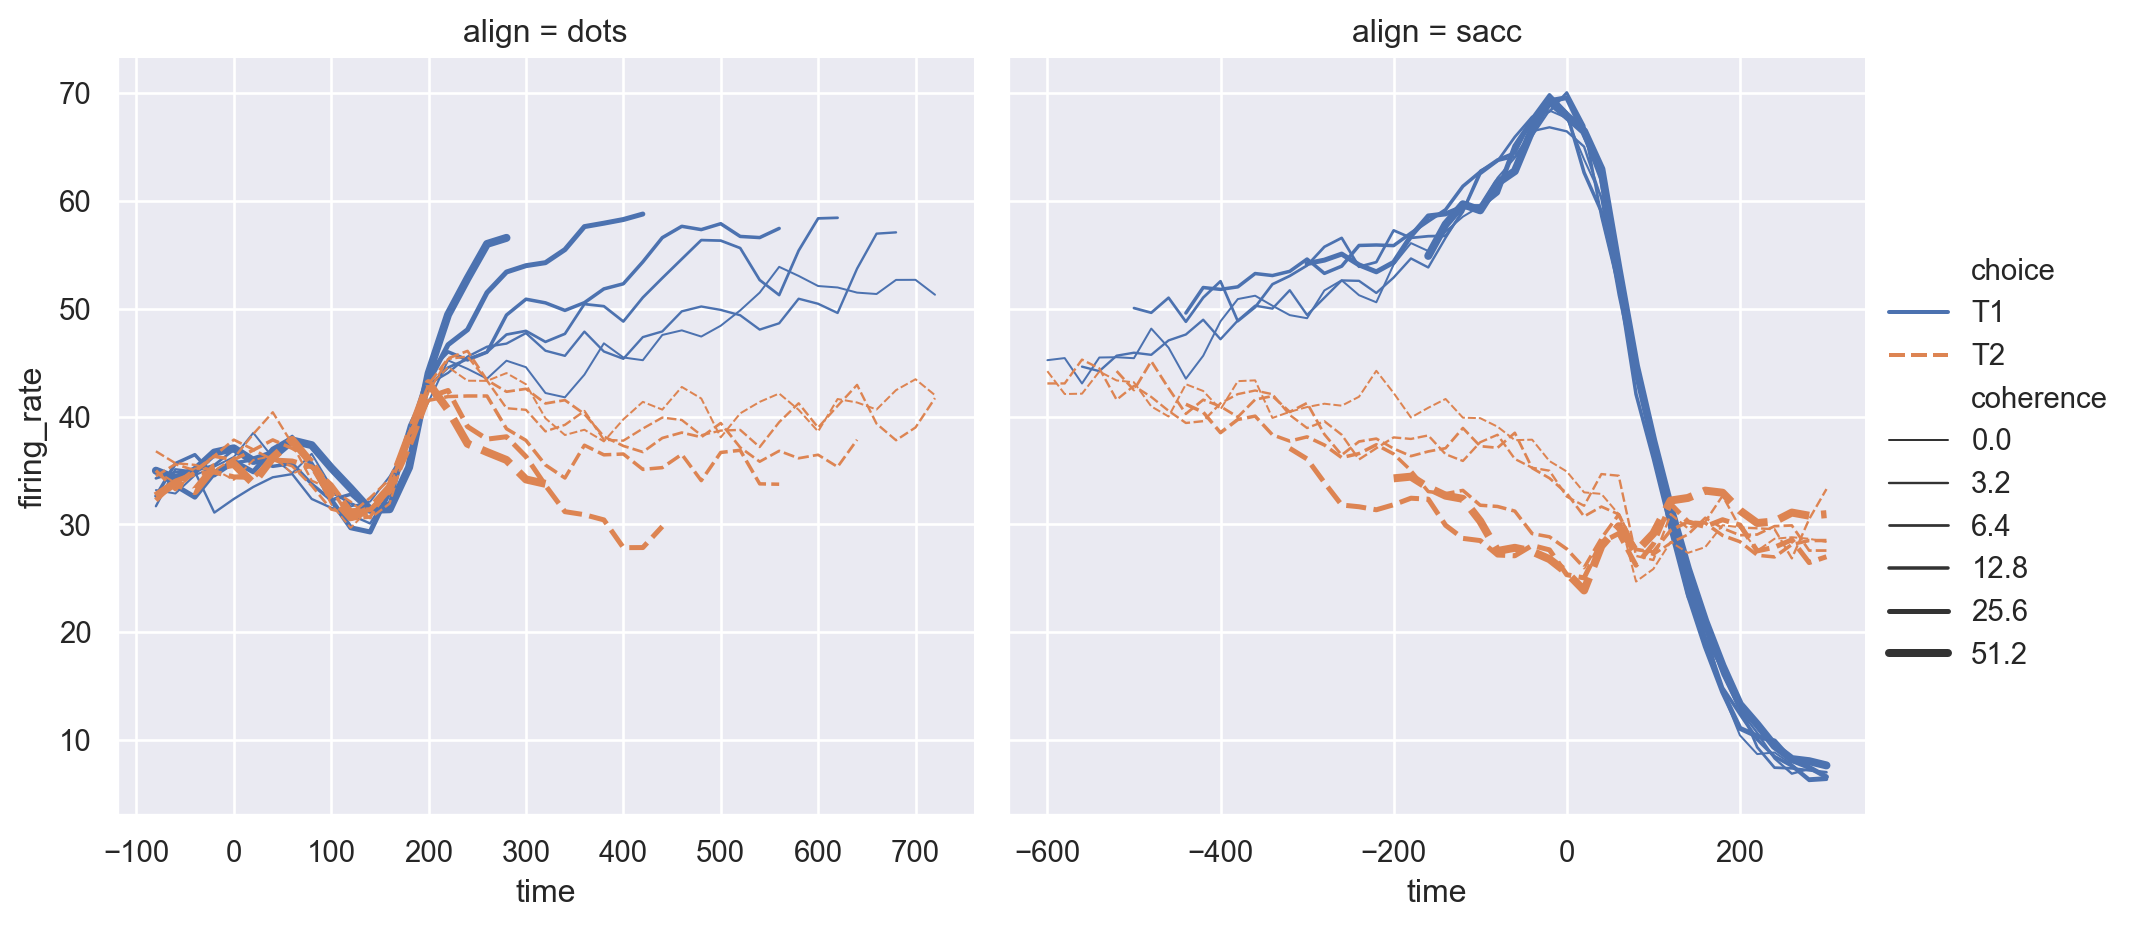 align = dots
align = sacc
firing_rate
70
60
50
40
30
20
10
−100 0 100 200 300 400 500 600 700
time
−600 −400 −200 0 200
time
choice
T1
T2
coherence
0.0
3.2
6.4
12.8
25.6
51.2